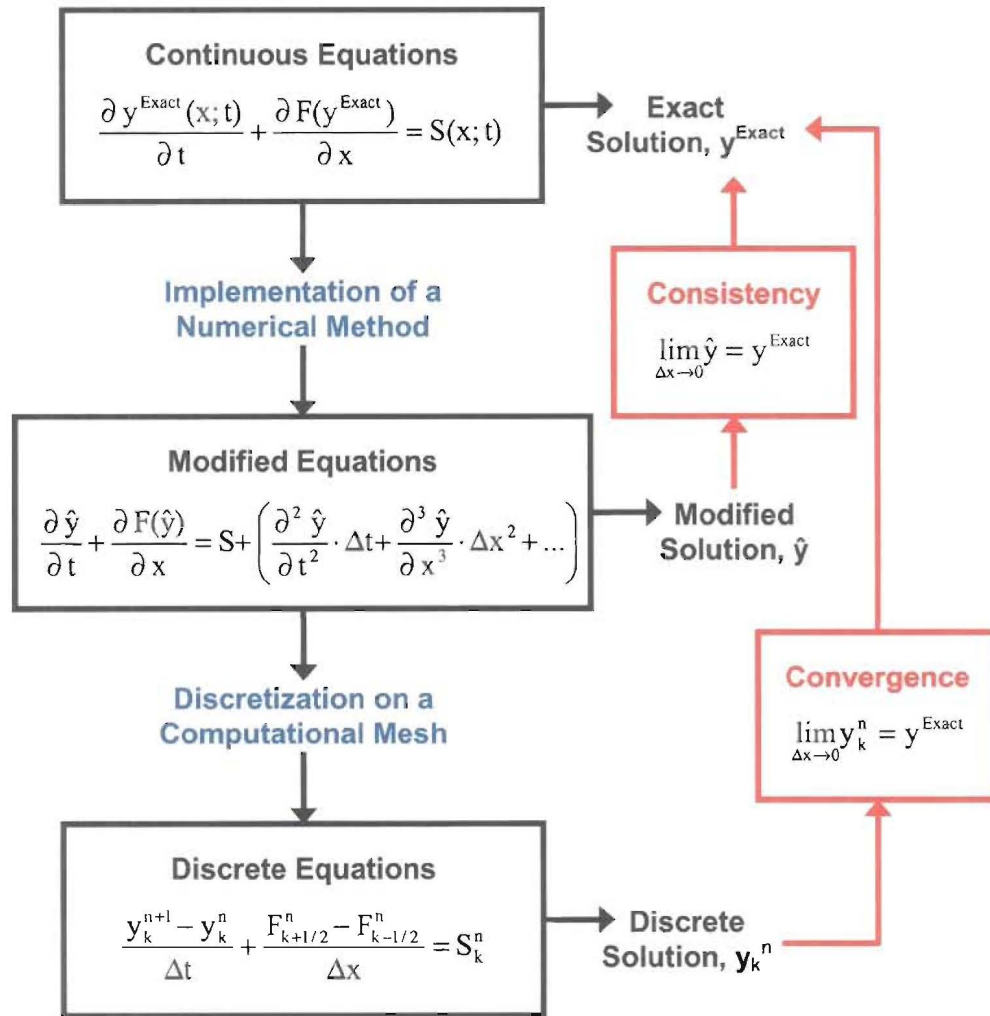 Continuous Equations
∂ y^Exact (x; t) / ∂ t + ∂ F(y^Exact) / ∂ x = S(x; t)
Exact
Solution, y^Exact
Implementation of a
Numerical Method
Consistency
lim_{Δx→0} ŷ = y^Exact
Modified Equations
∂ ŷ / ∂ t + ∂ F(ŷ) / ∂ x = S + ( ∂² ŷ / ∂ t² · Δt + ∂³ ŷ / ∂ x³ · Δx² + ... )
Modified
Solution, ŷ
Discretization on a
Computational Mesh
Convergence
lim_{Δx→0} y_k^n = y^Exact
Discrete Equations
(y_k^{n+1} − y_k^n) / Δt + (F_{k+1/2}^n − F_{k−1/2}^n) / Δx = S_k^n
Discrete
Solution, y_k^n